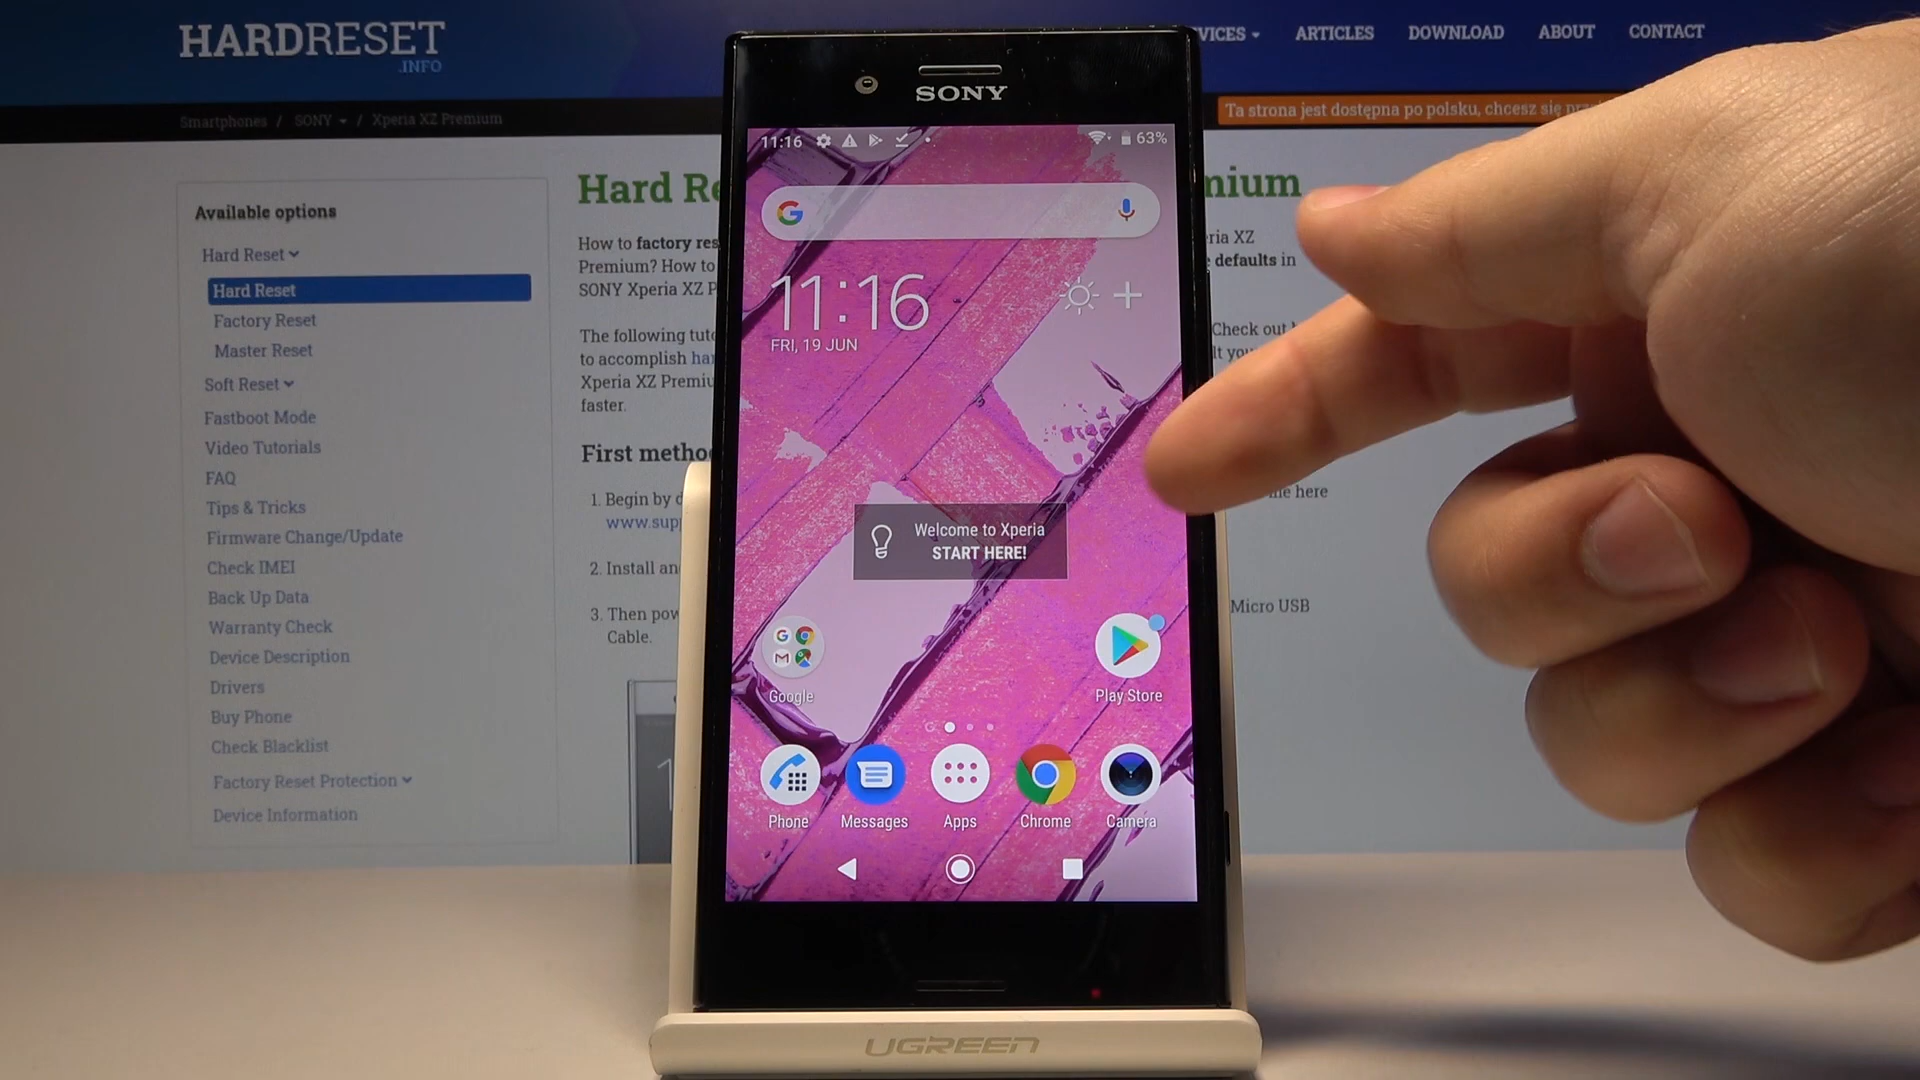 HARDRESET
.INFO
VICES
ARTICLES
DOWNLOAD
ABOUT
CONTACT
Smartphones / SONY / Xperia XZ Premium
Ta strona jest dostępna po polsku, chcesz się
Available options
Hard Reset
Hard Reset
Factory Reset
Master Reset
Soft Reset
Fastboot Mode
Video Tutorials
FAQ
Tips & Tricks
Firmware Change/Update
Check IMEI
Back Up Data
Warranty Check
Device Description
Drivers
Buy Phone
Check Blacklist
Factory Reset Protection
Device Information
Hard Re
mium
How to factory res
ria XZ
Premium? How to
defaults in
SONY Xperia XZ P
The following tuto
Check out
to accomplish har
lt you
Xperia XZ Premiu
faster.
First metho
1. Begin by d
me here
www.supp
2. Install an
3. Then pow
Micro USB
Cable.
SONY
11:16
63%
11:16
FRI, 19 JUN
Welcome to Xperia
START HERE!
Google
Play Store
Phone
Messages
Apps
Chrome
Camera
UGREEN